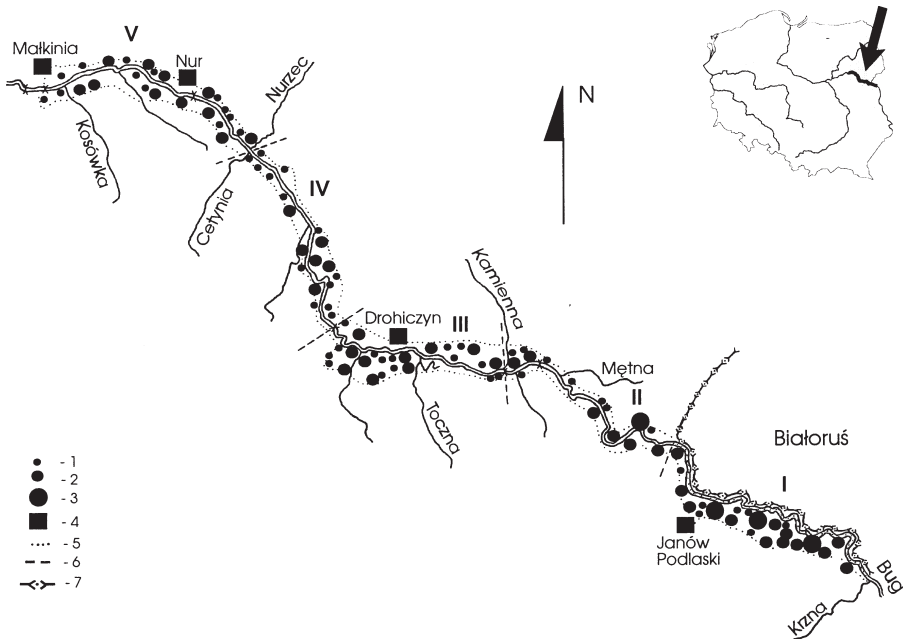 V
Małkinia
Nur
Nurzec
N
Kosówka
Cetynia
IV
Kamienna
Drohiczyn
III
Mętna
II
Toczna
Białoruś
I
- 1
- 2
- 3
- 4
- 5
- 6
- 7
Janów
Podlaski
Bug
Krzna